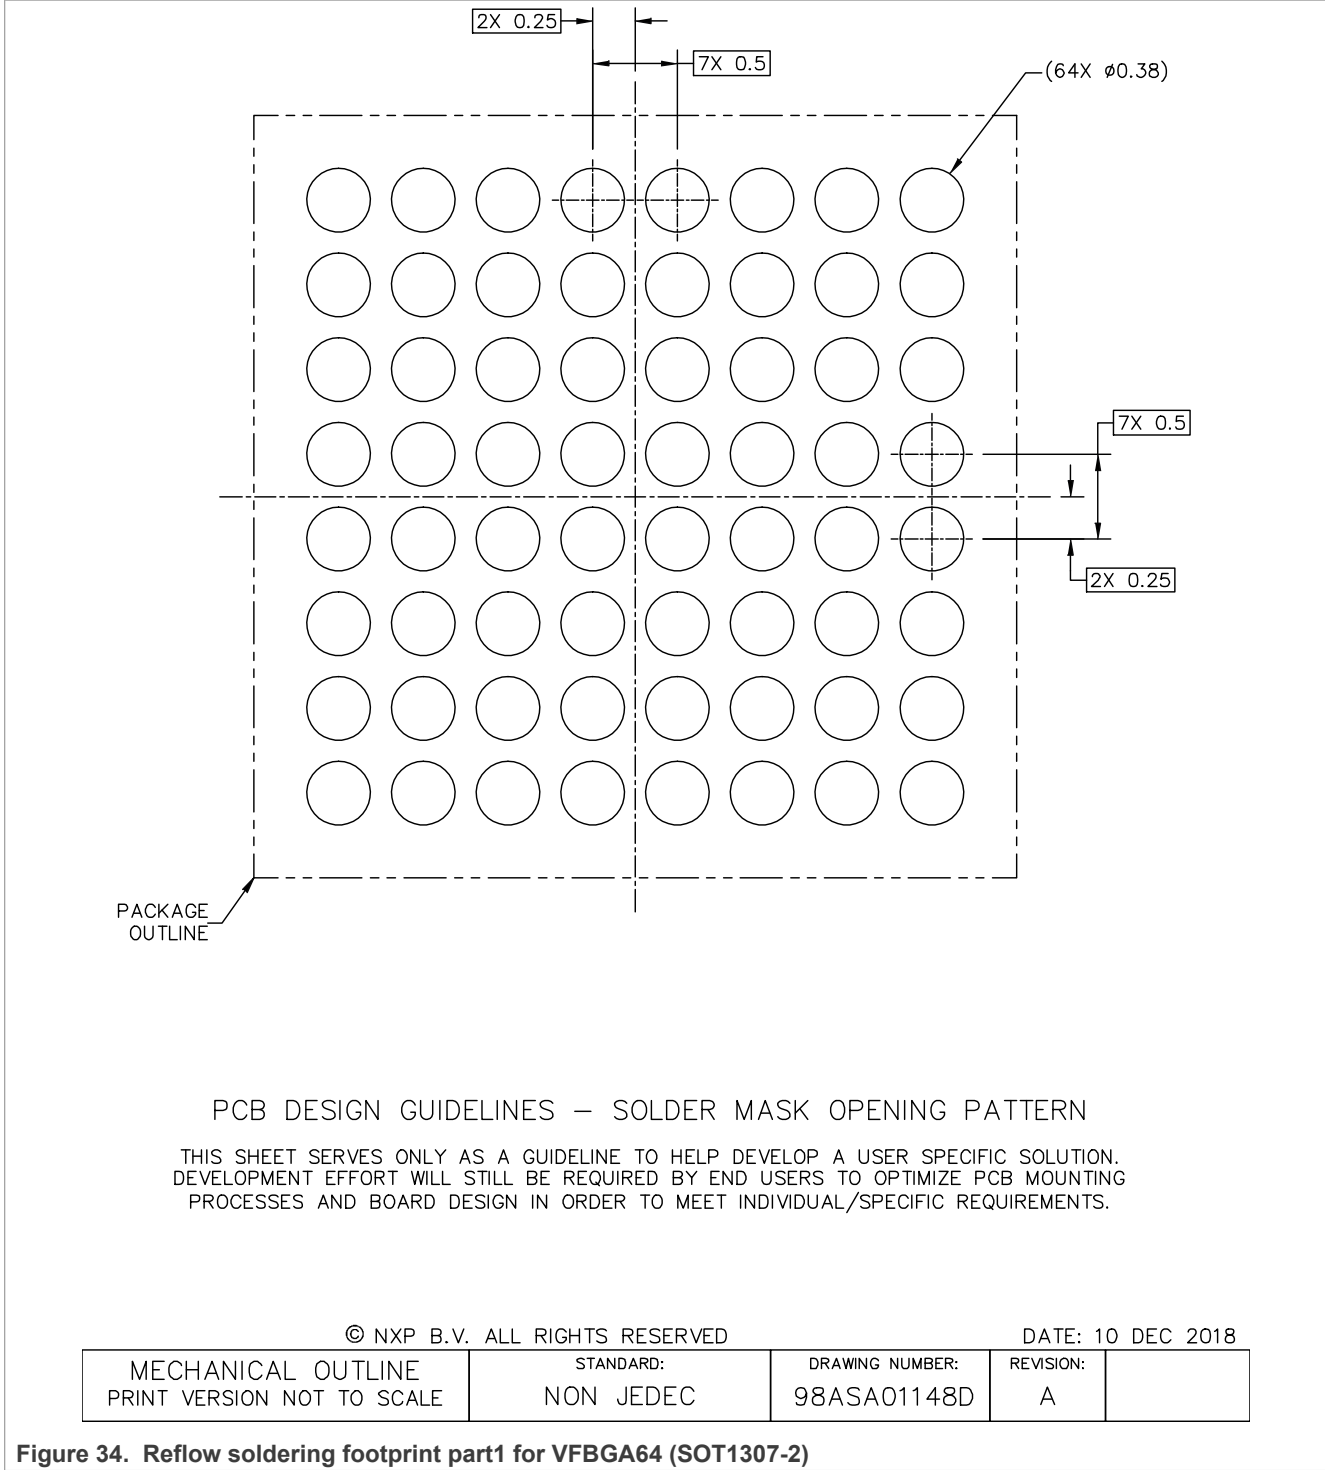 2X 0.25
7X 0.5
(64X ø0.38)
7X 0.5
2X 0.25
PACKAGE
OUTLINE
PCB DESIGN GUIDELINES – SOLDER MASK OPENING PATTERN
THIS SHEET SERVES ONLY AS A GUIDELINE TO HELP DEVELOP A USER SPECIFIC SOLUTION.
DEVELOPMENT EFFORT WILL STILL BE REQUIRED BY END USERS TO OPTIMIZE PCB MOUNTING
PROCESSES AND BOARD DESIGN IN ORDER TO MEET INDIVIDUAL/SPECIFIC REQUIREMENTS.
© NXP B.V. ALL RIGHTS RESERVED
DATE: 10 DEC 2018
MECHANICAL OUTLINE
PRINT VERSION NOT TO SCALE
STANDARD:
NON JEDEC
DRAWING NUMBER:
98ASA01148D
REVISION:
A
Figure 34. Reflow soldering footprint part1 for VFBGA64 (SOT1307-2)